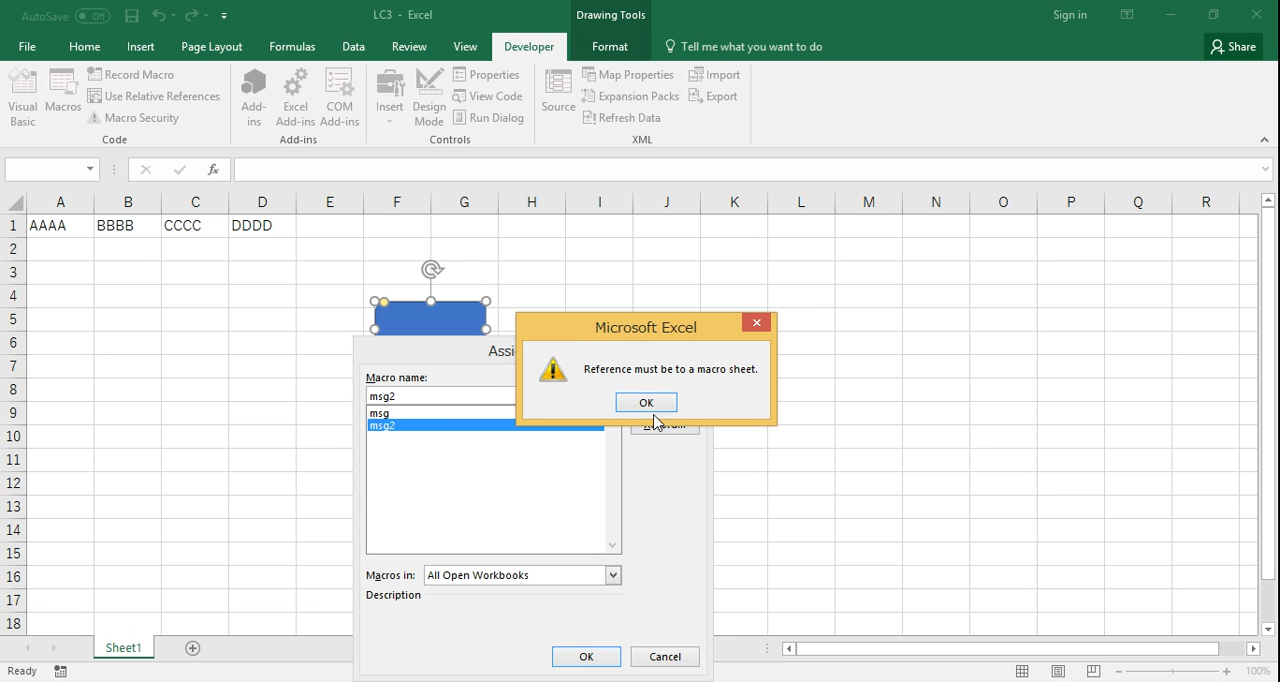 AutoSave Off LC3 - Excel Drawing Tools Sign in
File Home Insert Page Layout Formulas Data Review View Developer Format Tell me what you want to do Share
Visual Basic
Macros
Record Macro
Use Relative References
Macro Security
Code
Add-ins
Excel Add-ins
COM Add-ins
Add-ins
Insert
Design Mode
Properties
View Code
Run Dialog
Controls
Source
Map Properties
Expansion Packs
Refresh Data
Import
Export
XML
fx
A B C D E F G H I J K L M N O P Q R
1 AAAA BBBB CCCC DDDD
2
3
4
5
6
7
8
9
10
11
12
13
14
15
16
17
18
Assi
Macro name:
msg2
msg
msg2
Macros in: All Open Workbooks
Description
OK Cancel
Microsoft Excel
Reference must be to a macro sheet.
OK
Sheet1
Ready 100%